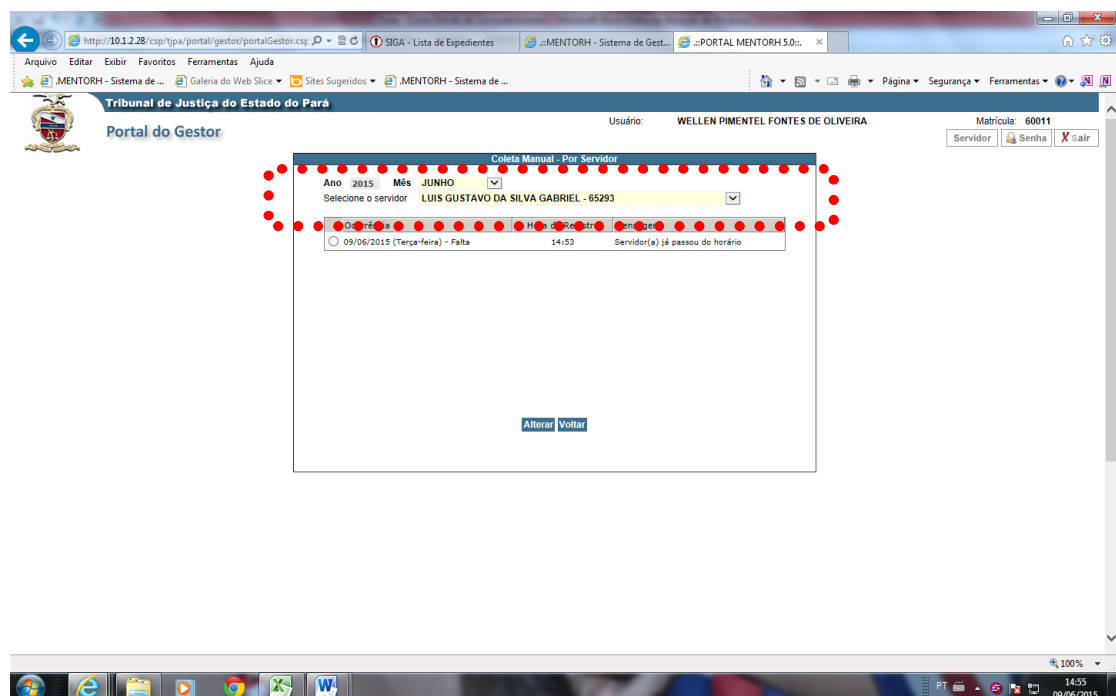 http://10.1.2.28/csp/tjpa/portal/gestor/portalGestor.csp
SIGA - Lista de Expedientes
.::MENTORH - Sistema de Gest...
.::PORTAL MENTORH 5.0::.
Arquivo Editar Exibir Favoritos Ferramentas Ajuda
.MENTORH - Sistema de ... Galeria do Web Slice Sites Sugeridos .MENTORH - Sistema de ...
Página Segurança Ferramentas
Tribunal de Justiça do Estado do Pará
Portal do Gestor
Usuário: WELLEN PIMENTEL FONTES DE OLIVEIRA Matrícula: 60011
Servidor Senha X Sair
Coleta Manual - Por Servidor
Ano 2015 Mês JUNHO
Selecione o servidor LUIS GUSTAVO DA SILVA GABRIEL - 65293
09/06/2015 (Terça-feira) - Falta 14:53 Servidor(a) já passou do horário
Alterar Voltar
100%
PT 14:55
09/06/2015